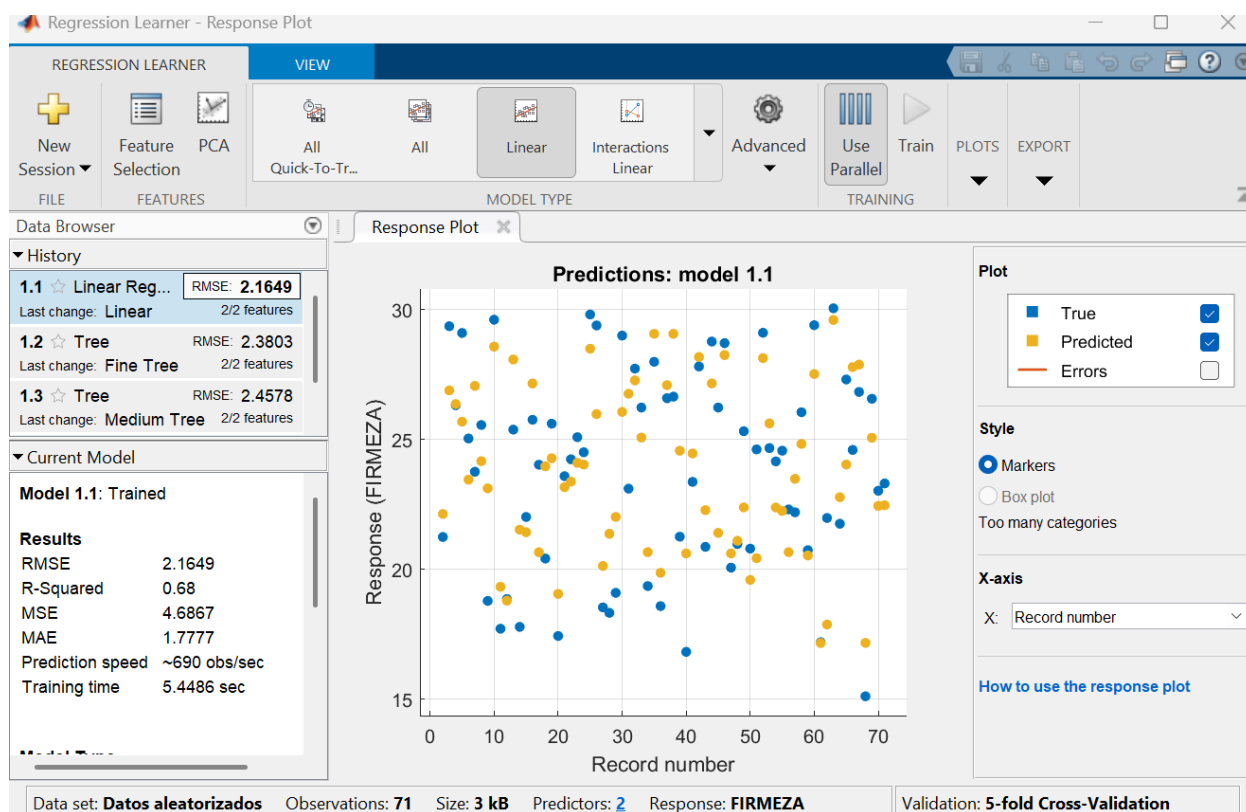 Regression Learner - Response Plot
REGRESSION LEARNER VIEW
New Session
Feature Selection
PCA
All Quick-To-Tr...
All
Linear
Interactions Linear
Advanced
Use Parallel
Train
PLOTS
EXPORT
FILE FEATURES MODEL TYPE TRAINING
Data Browser
Response Plot
History
1.1 Linear Reg... RMSE: 2.1649
Last change: Linear 2/2 features
1.2 Tree RMSE: 2.3803
Last change: Fine Tree 2/2 features
1.3 Tree RMSE: 2.4578
Last change: Medium Tree 2/2 features
Current Model
Model 1.1: Trained
Results
RMSE 2.1649
R-Squared 0.68
MSE 4.6867
MAE 1.7777
Prediction speed ~690 obs/sec
Training time 5.4486 sec
Predictions: model 1.1
Response (FIRMEZA)
30
25
20
15
0 10 20 30 40 50 60 70
Record number
Plot
True
Predicted
Errors
Style
Markers
Box plot
Too many categories
X-axis
X: Record number
How to use the response plot
Data set: Datos aleatorizados Observations: 71 Size: 3 kB Predictors: 2 Response: FIRMEZA Validation: 5-fold Cross-Validation